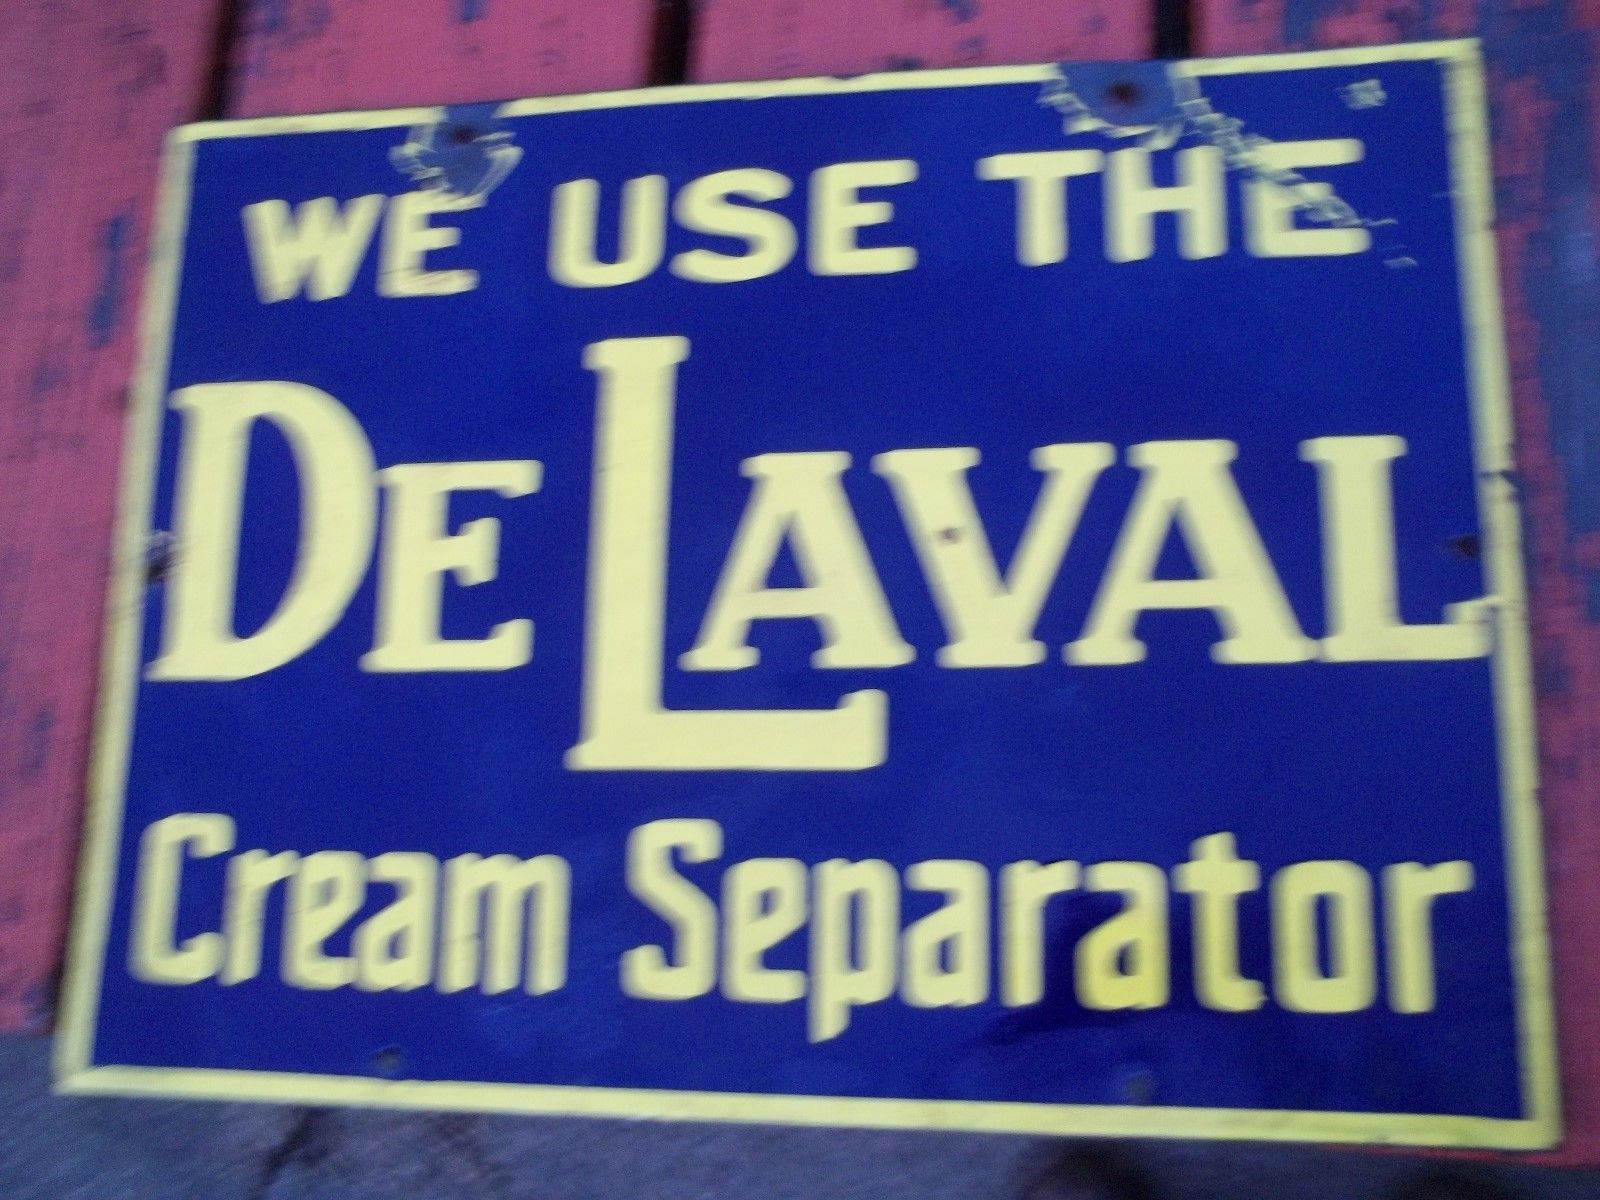 WE USE THE
DE LAVAL
Cream Separator